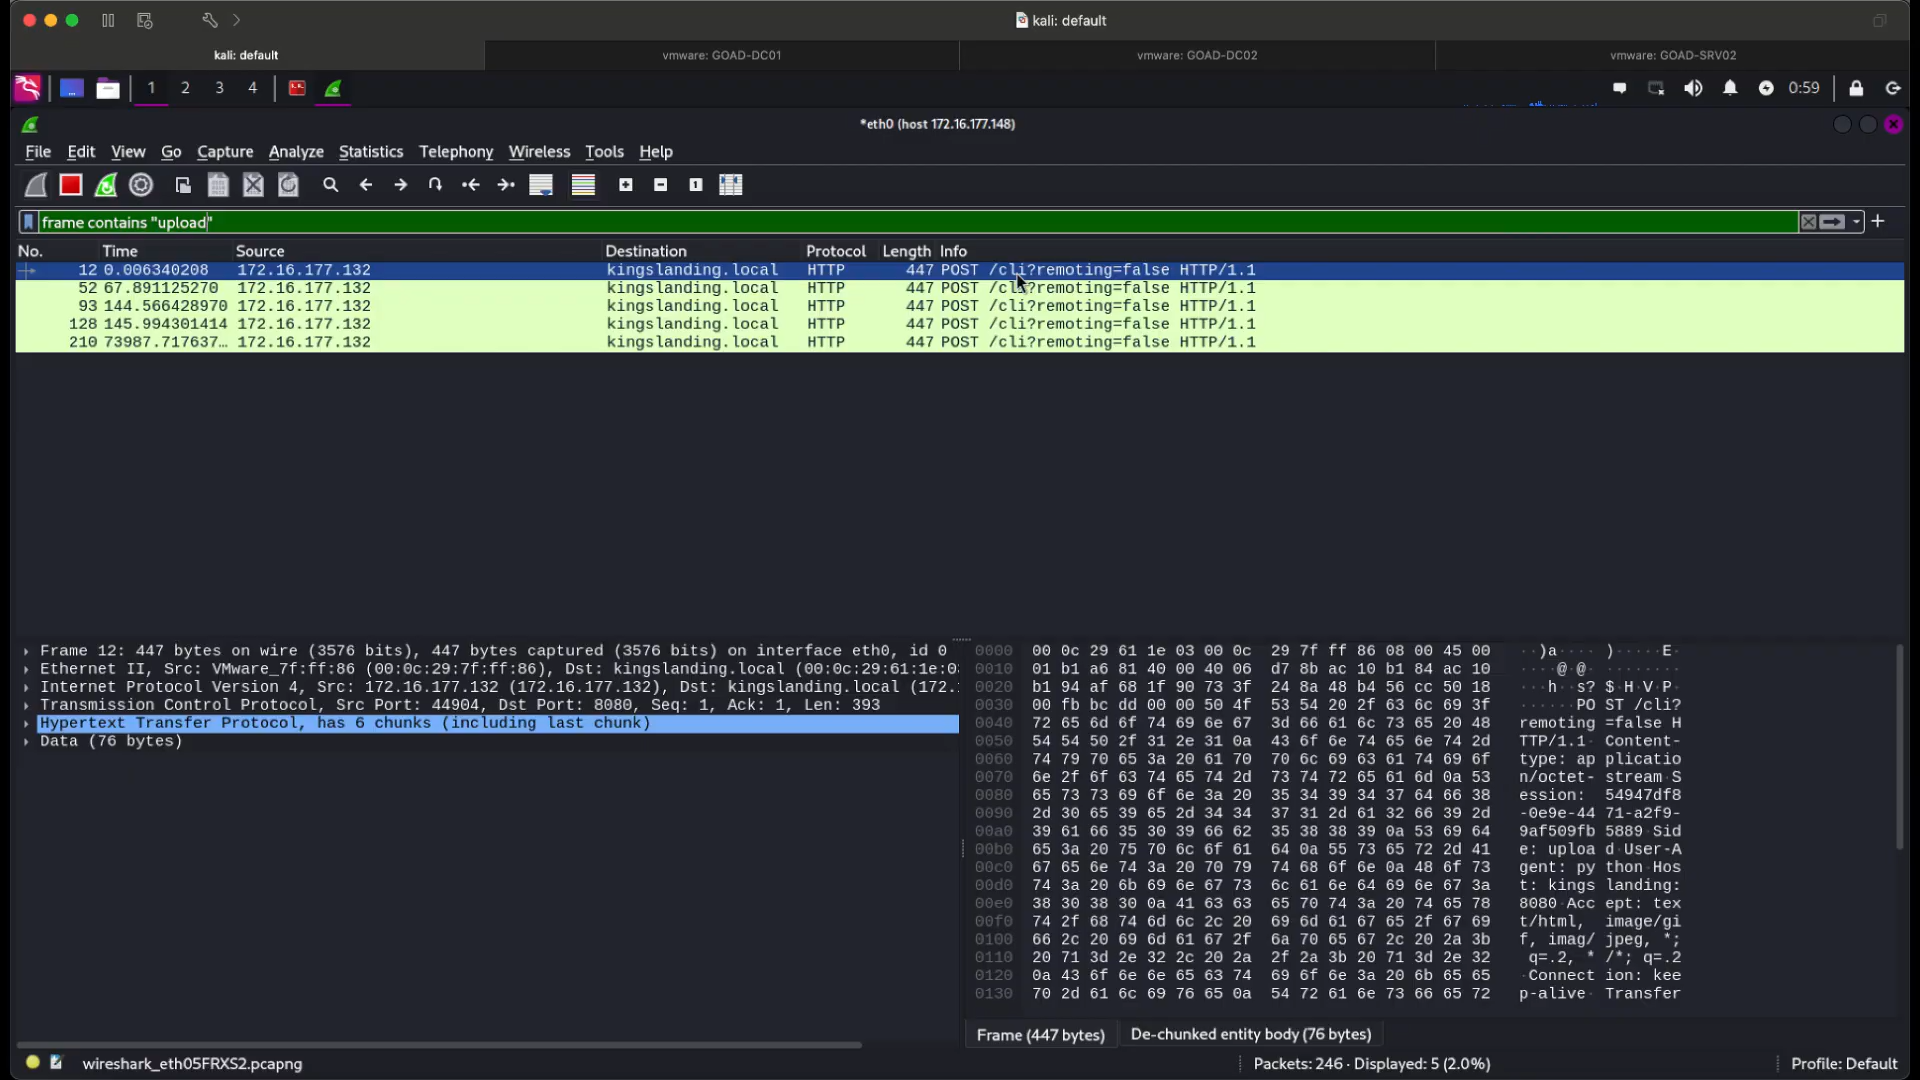 kali: default
kali: default
vmware: GOAD-DC01
vmware: GOAD-DC02
vmware: GOAD-SRV02
1 2 3 4
0:59
*eth0 (host 172.16.177.148)
File Edit View Go Capture Analyze Statistics Telephony Wireless Tools Help
frame contains "upload"
No. Time Source Destination Protocol Length Info
12 0.006340208 172.16.177.132 kingslanding.local HTTP 447 POST /cli?remoting=false HTTP/1.1
52 67.891125270 172.16.177.132 kingslanding.local HTTP 447 POST /cli?remoting=false HTTP/1.1
93 144.566428970 172.16.177.132 kingslanding.local HTTP 447 POST /cli?remoting=false HTTP/1.1
128 145.994301414 172.16.177.132 kingslanding.local HTTP 447 POST /cli?remoting=false HTTP/1.1
210 73987.717637… 172.16.177.132 kingslanding.local HTTP 447 POST /cli?remoting=false HTTP/1.1
Frame 12: 447 bytes on wire (3576 bits), 447 bytes captured (3576 bits) on interface eth0, id 0
Ethernet II, Src: VMware_7f:ff:86 (00:0c:29:7f:ff:86), Dst: kingslanding.local (00:0c:29:61:1e:03
Internet Protocol Version 4, Src: 172.16.177.132 (172.16.177.132), Dst: kingslanding.local (172.
Transmission Control Protocol, Src Port: 44904, Dst Port: 8080, Seq: 1, Ack: 1, Len: 393
Hypertext Transfer Protocol, has 6 chunks (including last chunk)
Data (76 bytes)
0000 00 0c 29 61 1e 03 00 0c 29 7f ff 86 08 00 45 00 ··)a···· )·····E·
0010 01 b1 a6 81 40 00 40 06 d7 8b ac 10 b1 84 ac 10 ····@·@· ········
0020 b1 94 af 68 1f 90 73 3f 24 8a 48 b4 56 cc 50 18 ···h··s? $·H·V·P·
0030 00 fb bc dd 00 00 50 4f 53 54 20 2f 63 6c 69 3f ······PO ST /cli?
0040 72 65 6d 6f 74 69 6e 67 3d 66 61 6c 73 65 20 48 remoting =false H
0050 54 54 50 2f 31 2e 31 0a 43 6f 6e 74 65 6e 74 2d TTP/1.1· Content-
0060 74 79 70 65 3a 20 61 70 70 6c 69 63 61 74 69 6f type: ap plicatio
0070 6e 2f 6f 63 74 65 74 2d 73 74 72 65 61 6d 0a 53 n/octet- stream·S
0080 65 73 73 69 6f 6e 3a 20 35 34 39 34 37 64 66 38 ession: 54947df8
0090 2d 30 65 39 65 2d 34 34 37 31 2d 61 32 66 39 2d -0e9e-44 71-a2f9-
00a0 39 61 66 35 30 39 66 62 35 38 38 39 0a 53 69 64 9af509fb 5889·Sid
00b0 65 3a 20 75 70 6c 6f 61 64 0a 55 73 65 72 2d 41 e: uploa d·User-A
00c0 67 65 6e 74 3a 20 70 79 74 68 6f 6e 0a 48 6f 73 gent: py thon·Hos
00d0 74 3a 20 6b 69 6e 67 73 6c 61 6e 64 69 6e 67 3a t: kings landing:
00e0 38 30 38 30 0a 41 63 63 65 70 74 3a 20 74 65 78 8080·Acc ept: tex
00f0 74 2f 68 74 6d 6c 2c 20 69 6d 61 67 65 2f 67 69 t/html, image/gi
0100 66 2c 20 69 6d 61 67 2f 6a 70 65 67 2c 20 2a 3b f, imag/ jpeg, *;
0110 20 71 3d 2e 32 2c 20 2a 2f 2a 3b 20 71 3d 2e 32 q=.2, * /*; q=.2
0120 0a 43 6f 6e 6e 65 63 74 69 6f 6e 3a 20 6b 65 65 ·Connect ion: kee
0130 70 2d 61 6c 69 76 65 0a 54 72 61 6e 73 66 65 72 p-alive· Transfer
Frame (447 bytes) De-chunked entity body (76 bytes)
wireshark_eth05FRXS2.pcapng
Packets: 246 · Displayed: 5 (2.0%)
Profile: Default